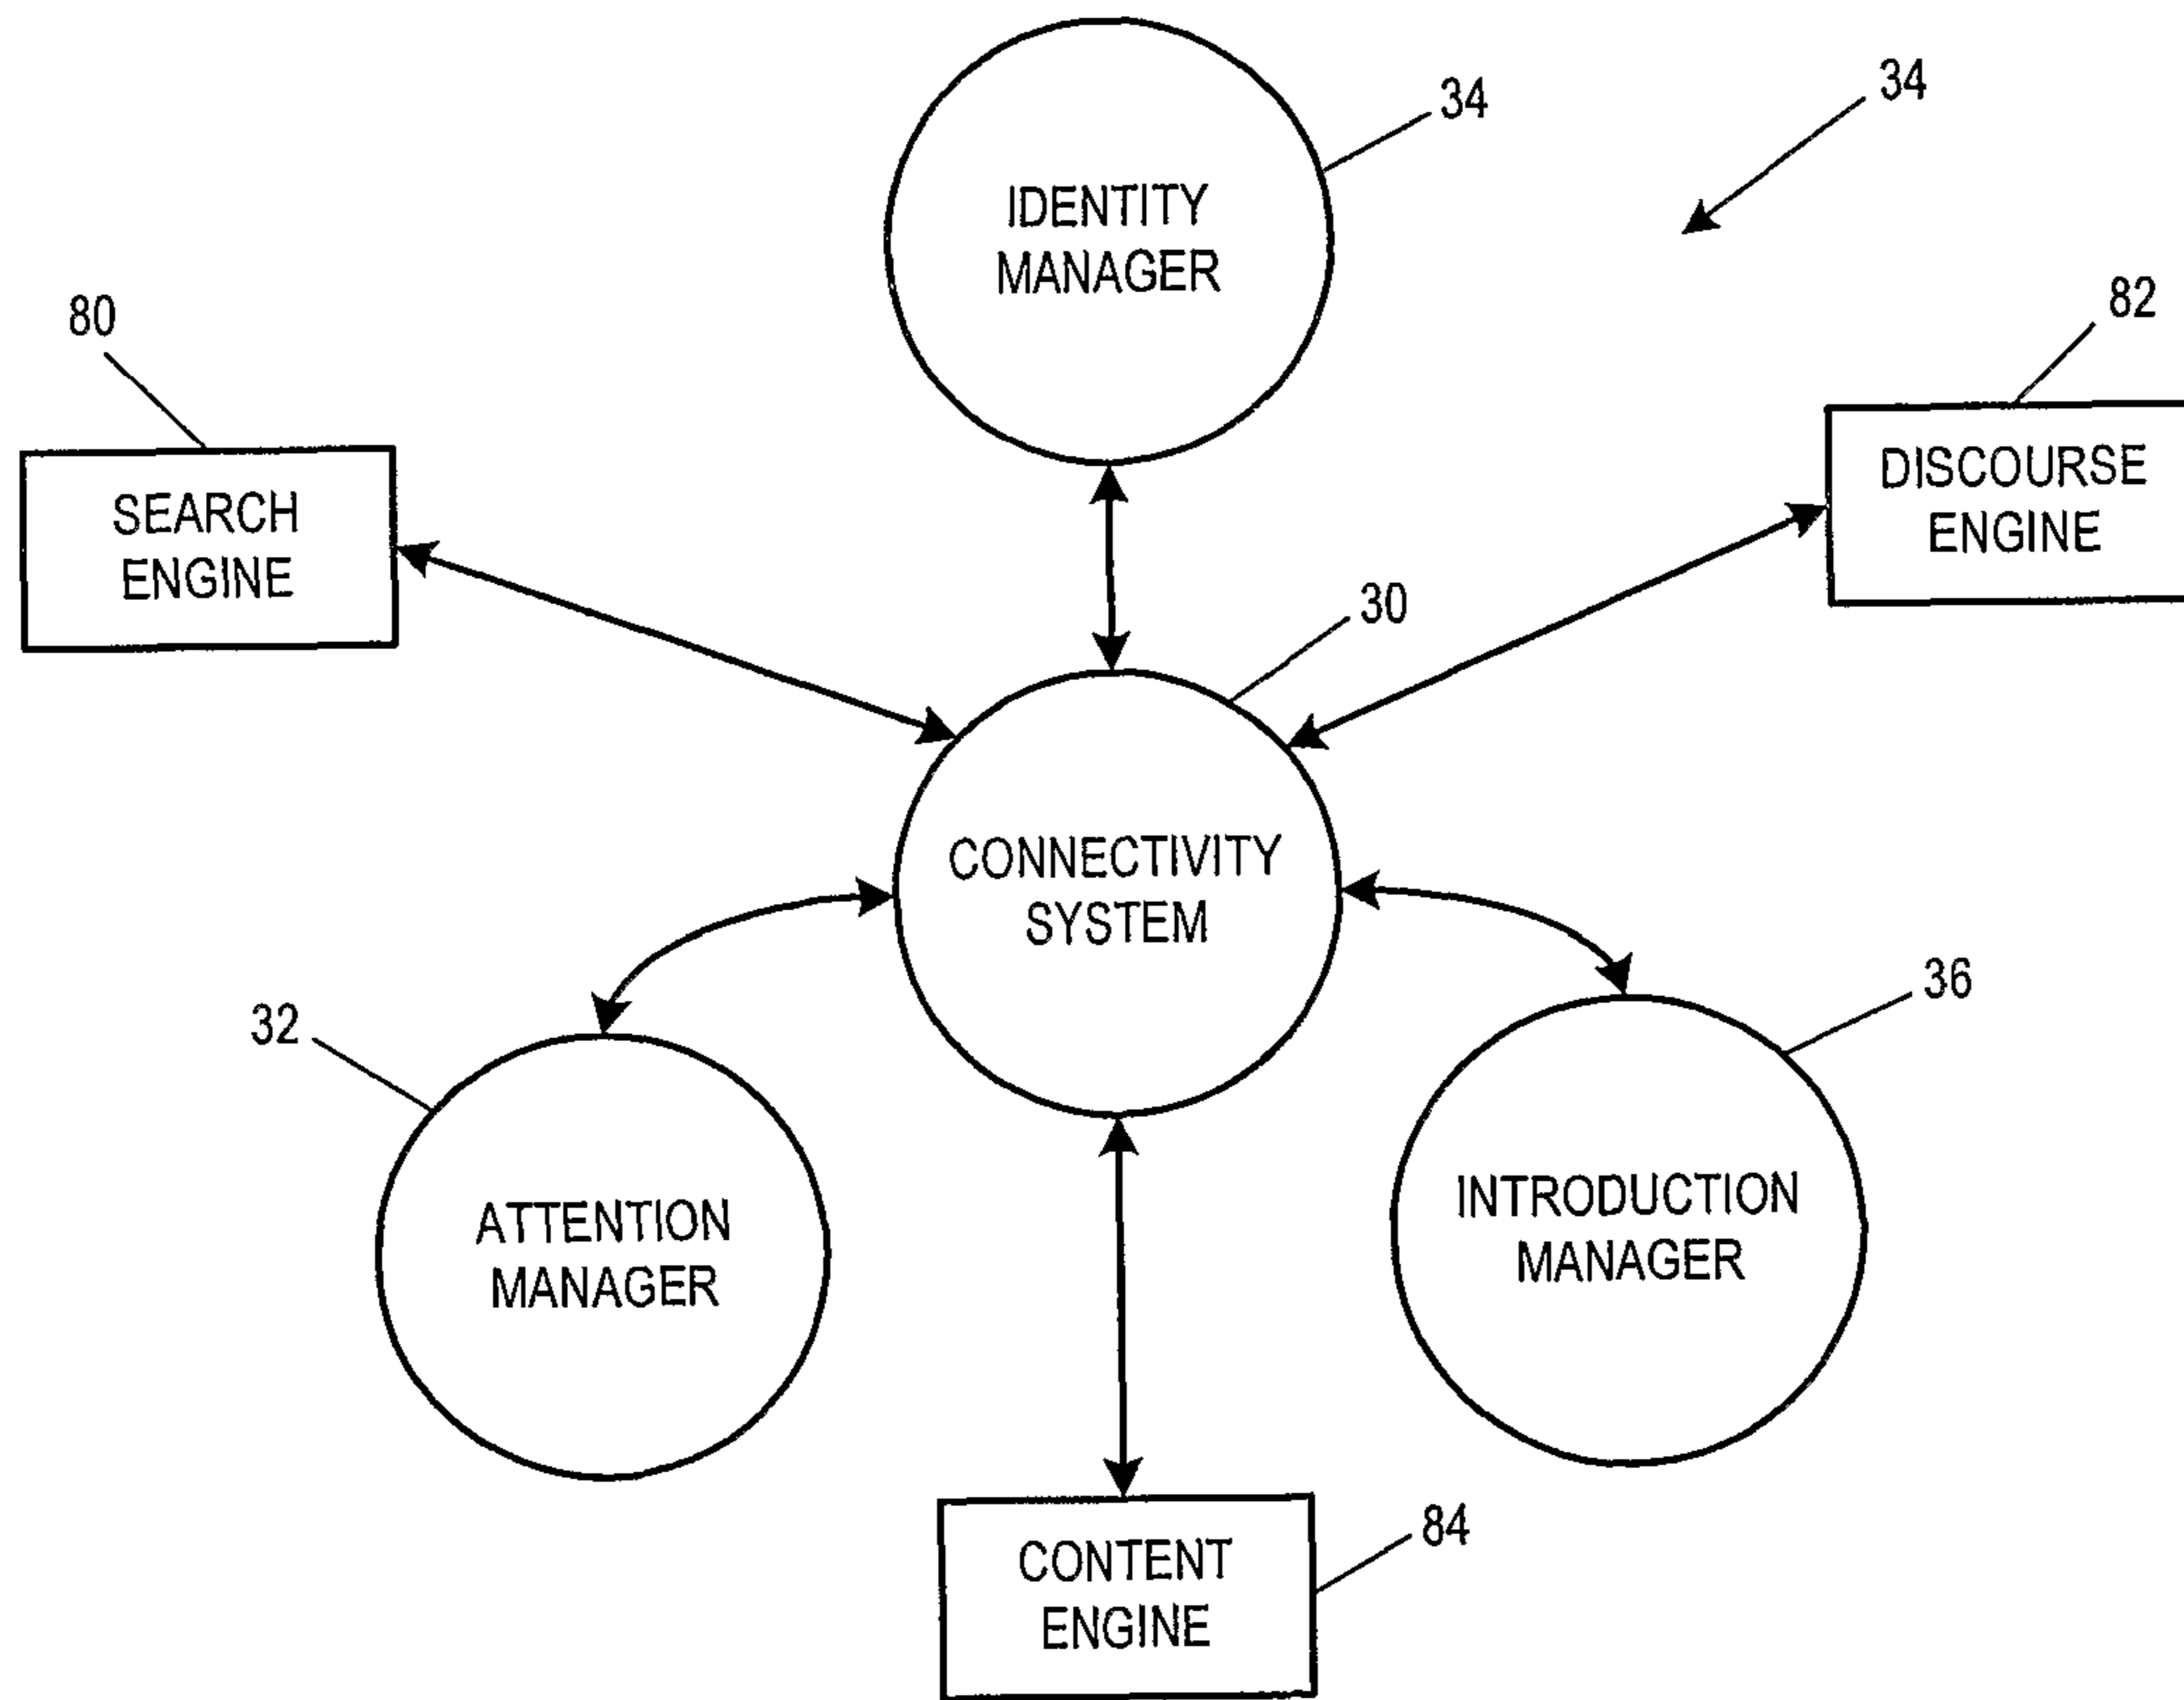 34
34
IDENTITY
MANAGER
80
82
SEARCH
ENGINE
DISCOURSE
ENGINE
30
CONNECTIVITY
SYSTEM
32
36
ATTENTION
MANAGER
INTRODUCTION
MANAGER
84
CONTENT
ENGINE